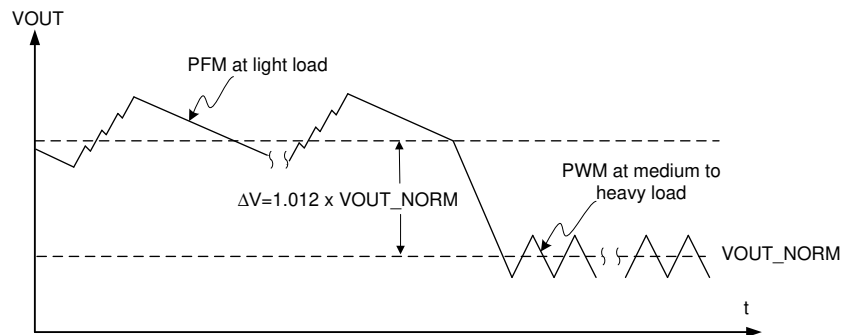 VOUT
PFM at light load
ΔV=1.012 x VOUT_NORM
PWM at medium to
heavy load
VOUT_NORM
t